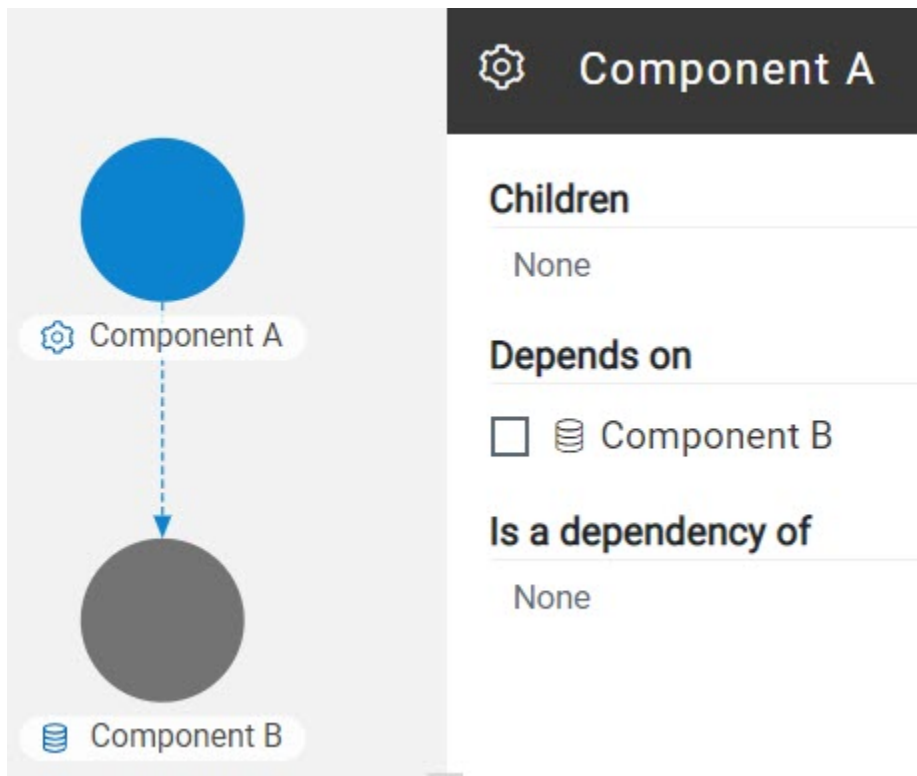 Component A
Component B
Component A
Children
None
Depends on
Component B
Is a dependency of
None